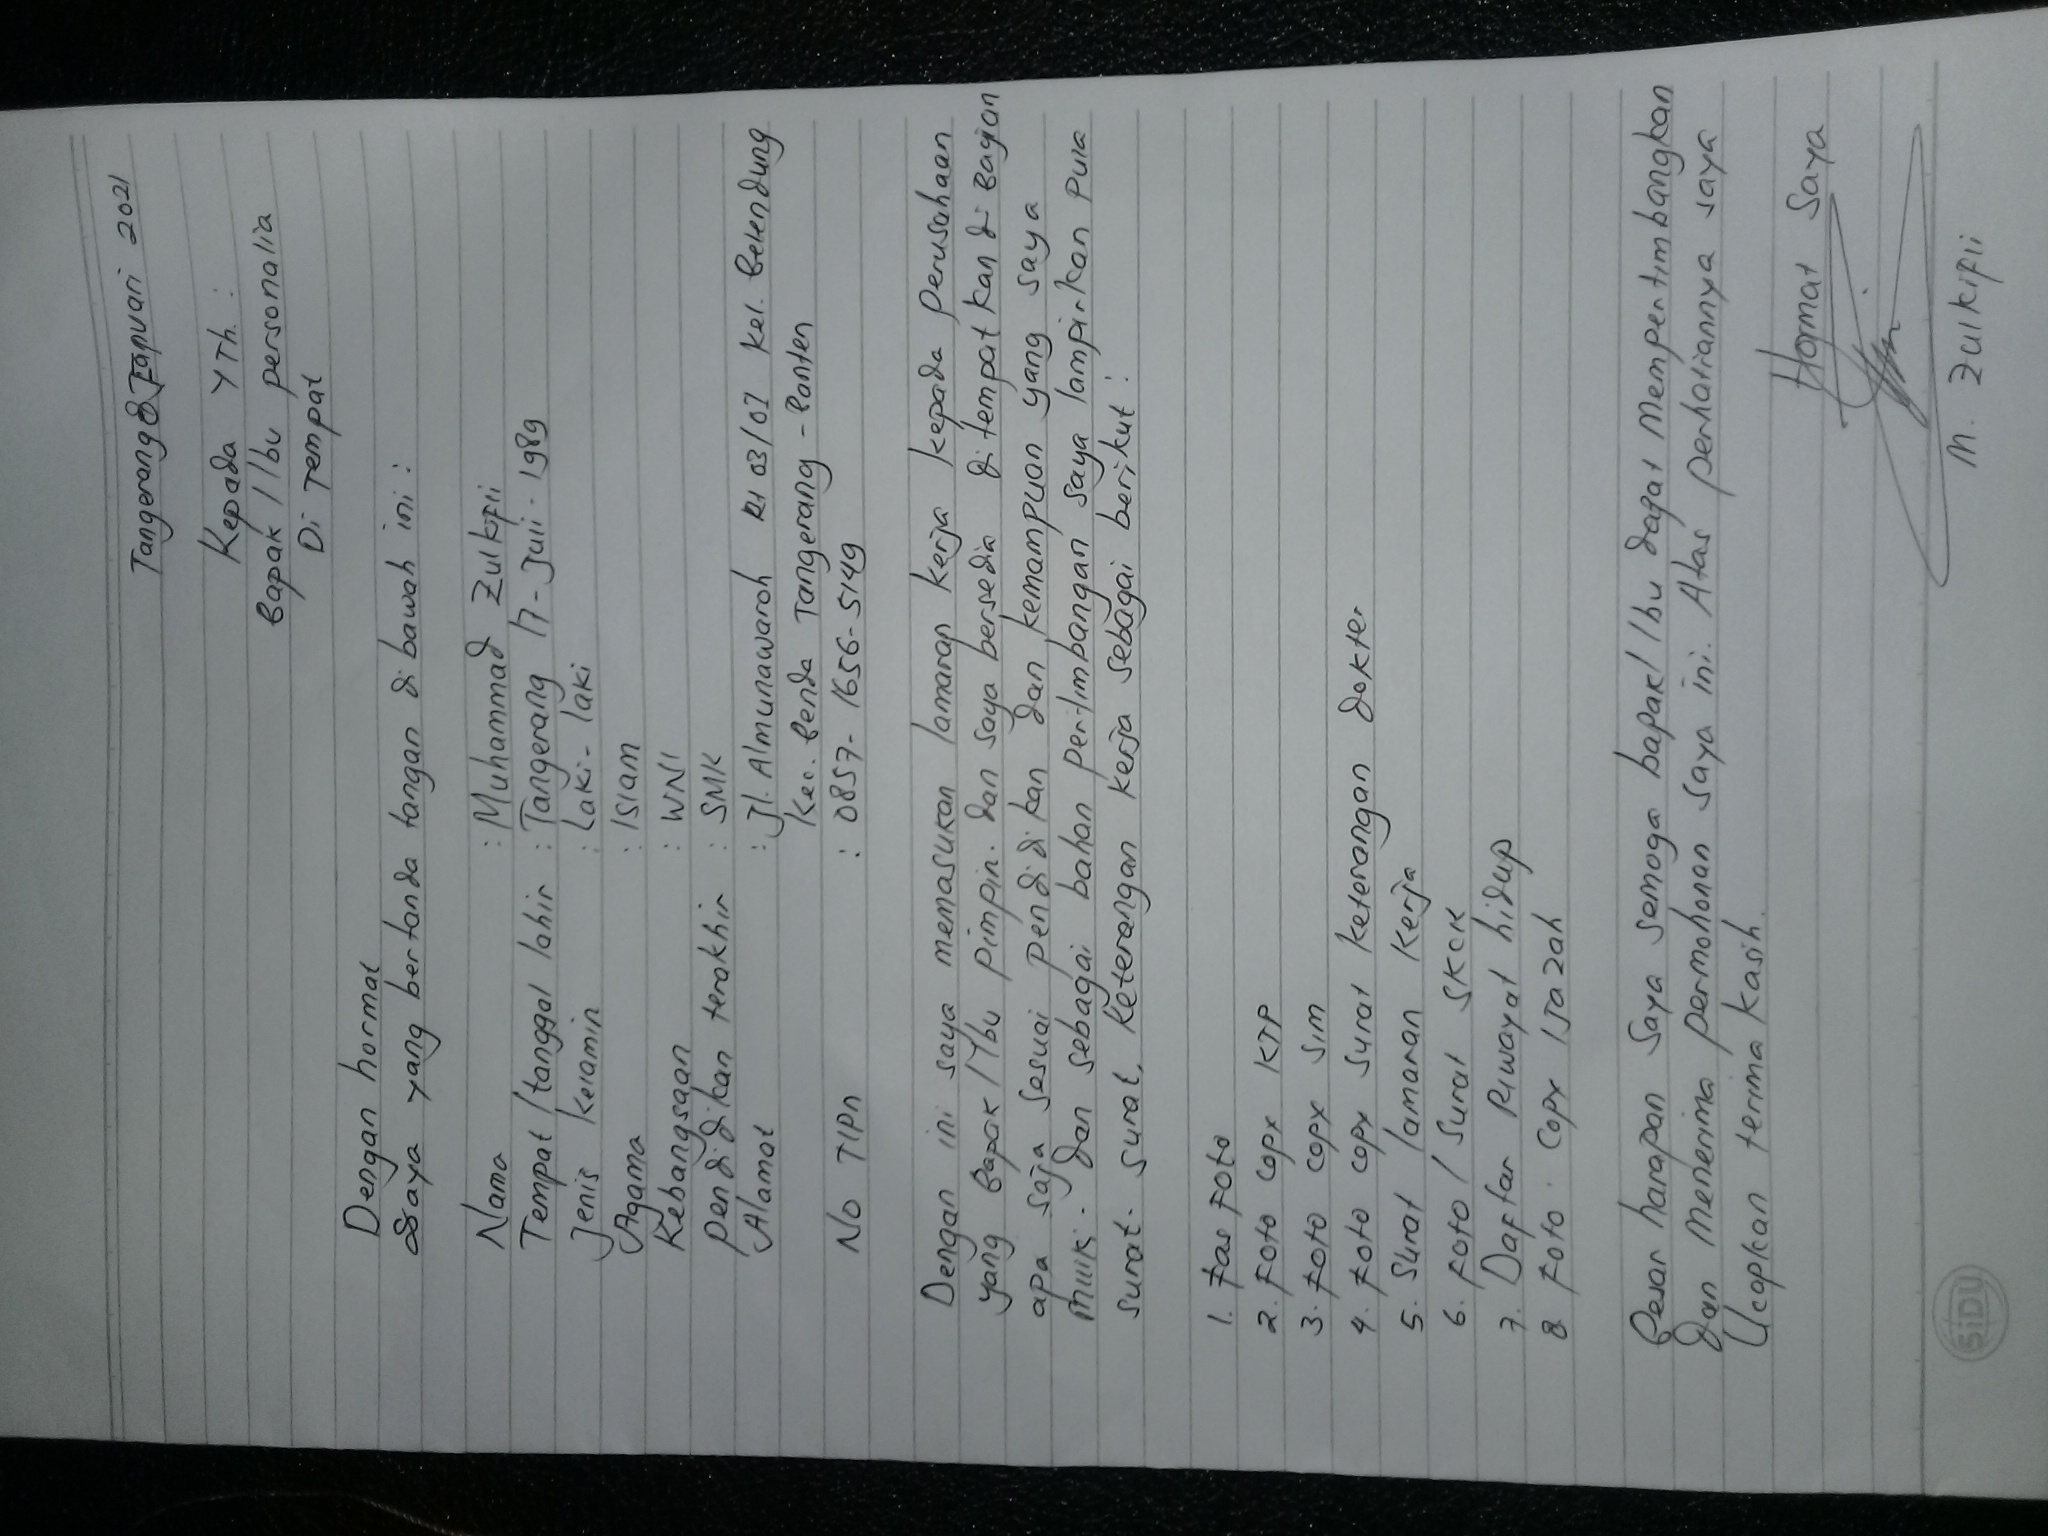 Tangerang 8 Januari 2021
Kepada YTh. :
Bapak / Ibu personalia
Di Tempat
Dengan hormat
Saya yang bertanda tangan dibawah ini :
Nama : Muhammad Zulkifli
Tempat / tanggal lahir : Tangerang 17 - Juli - 1989
Jenis kelamin : Laki - laki
Agama : Islam
Kebangsaan : WNI
pendidikan terakhir : SMK
Alamat : Jl. Almunawaroh Rt 03/07 Kel. Belendung
Kec. Benda Tangerang - Banten
No Tlpn : 0857 - 1656 - 5149
Dengan ini saya memasukan lamaran kerja kepada perusahaan
yang Bapak / Ibu pimpin. dan saya bersedia ditempatkan di Bagian
apa saja sesuai pendidikan dan kemampuan yang saya
miliki. dan sebagai bahan pertimbangan saya lampirkan pula
surat - surat, keterangan kerja sebagai berikut :
1. Fas Foto
2. Foto copy KTP
3. Foto copy SIM
4. Foto copy surat keterangan dokter
5. Surat lamaran kerja
6. Foto / surat SKCK
7. Daftar Riwayat hidup
8. Foto copy Ijazah
Besar harapan saya semoga bapak / Ibu dapat mempertimbangkan
dan menerima permohonan saya ini. Atas perhatiannya saya
Ucapkan terima kasih.
Hormat Saya
M. Zulkifli
SiDU